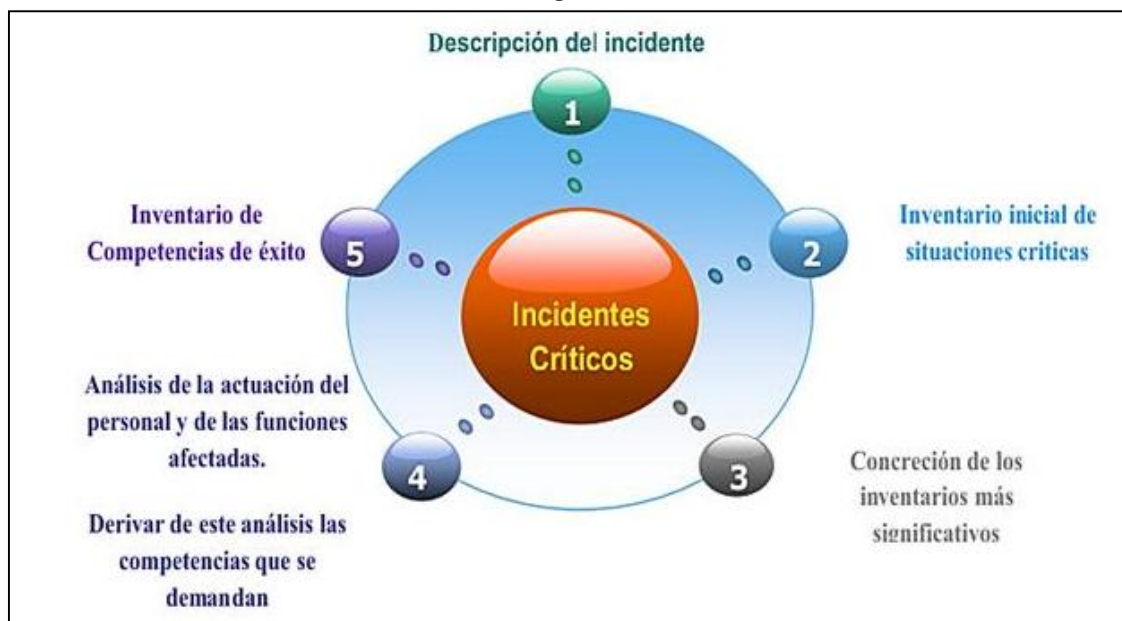 Descripción del incidente
1
Inventario de
Competencias de éxito
5
2
Inventario inicial de
situaciones criticas
Incidentes
Críticos
Análisis de la actuación del
personal y de las funciones
afectadas.
4
Derivar de este análisis las
competencias que se
demandan
3
Concreción de los
inventarios más
significativos